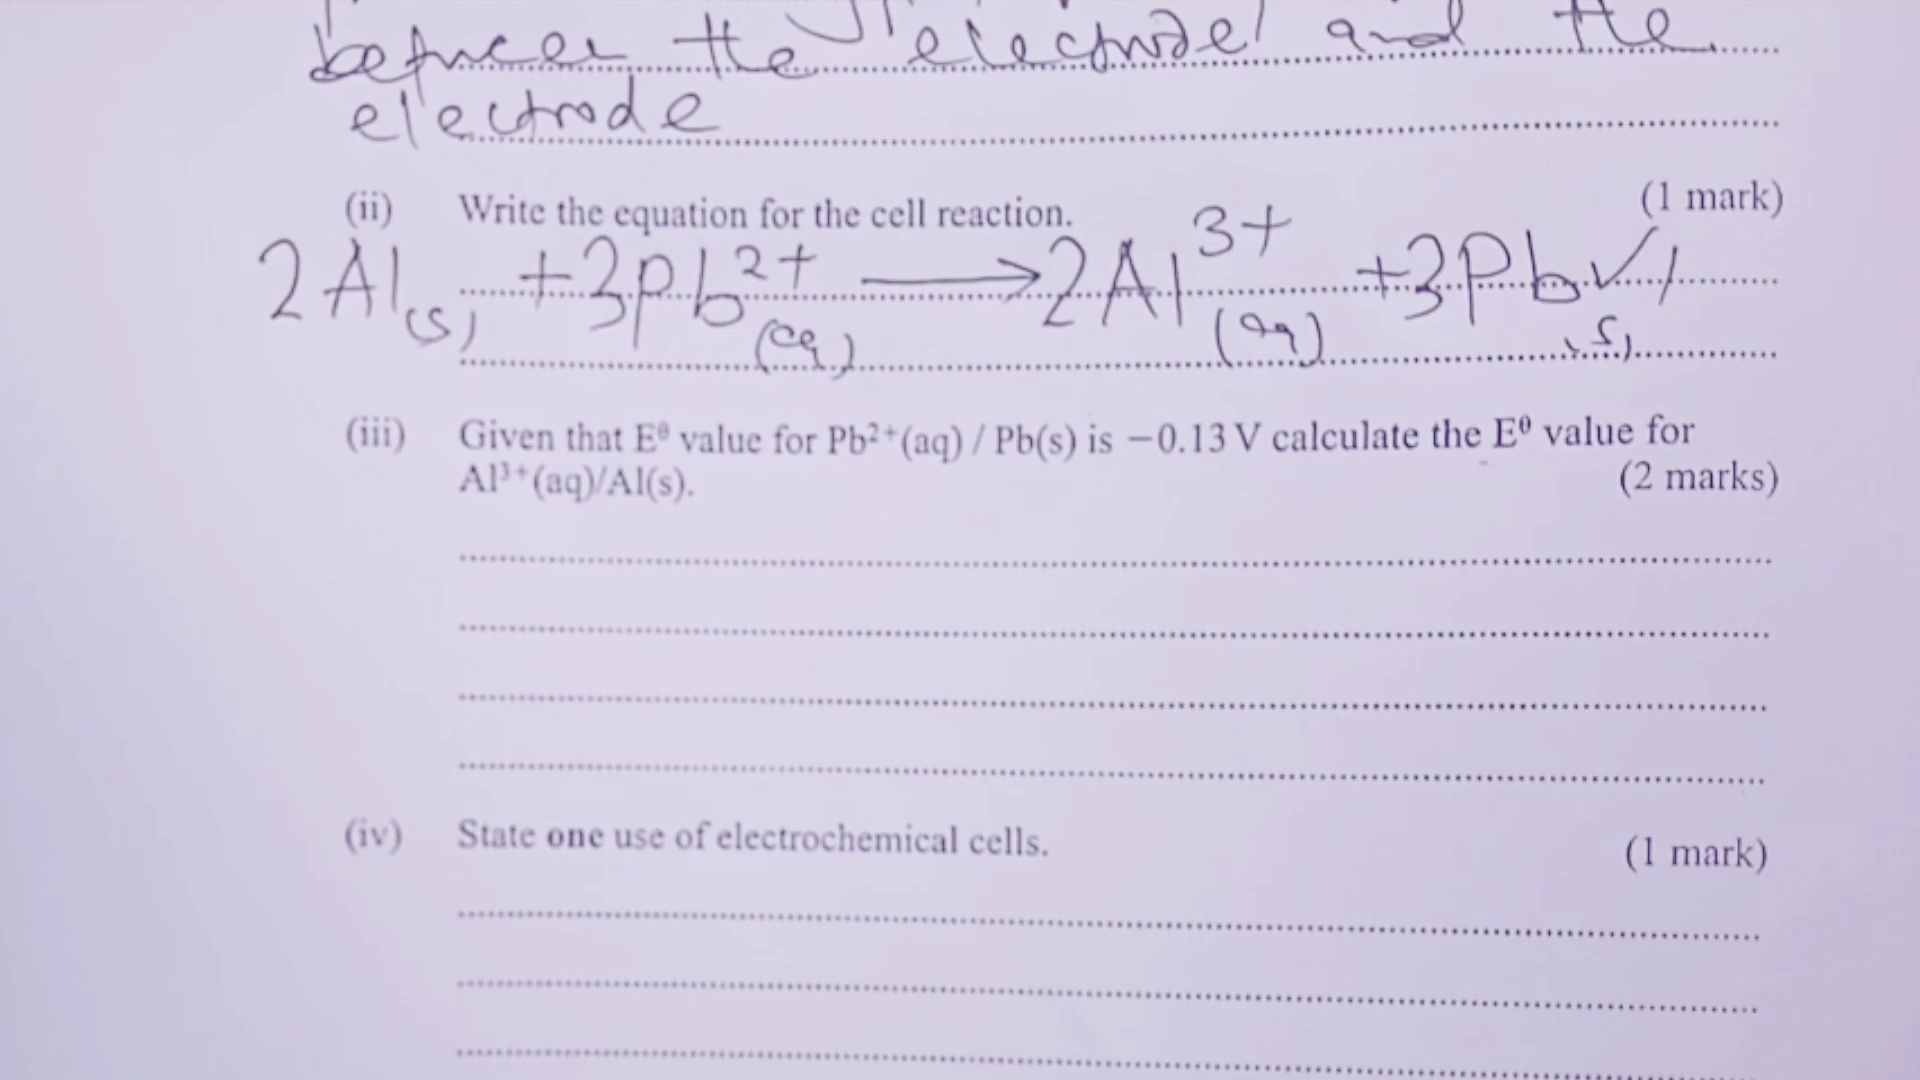 between the electrode and the
electrode
(ii) Write the equation for the cell reaction. (1 mark)
2Al(s) + 3Pb²⁺(aq) → 2Al³⁺(aq) + 3Pb(s) ✓1
(iii) Given that Eᶿ value for Pb²⁺(aq) / Pb(s) is −0.13 V calculate the Eᶿ value for
Al³⁺(aq)/Al(s). (2 marks)
(iv) State one use of electrochemical cells. (1 mark)